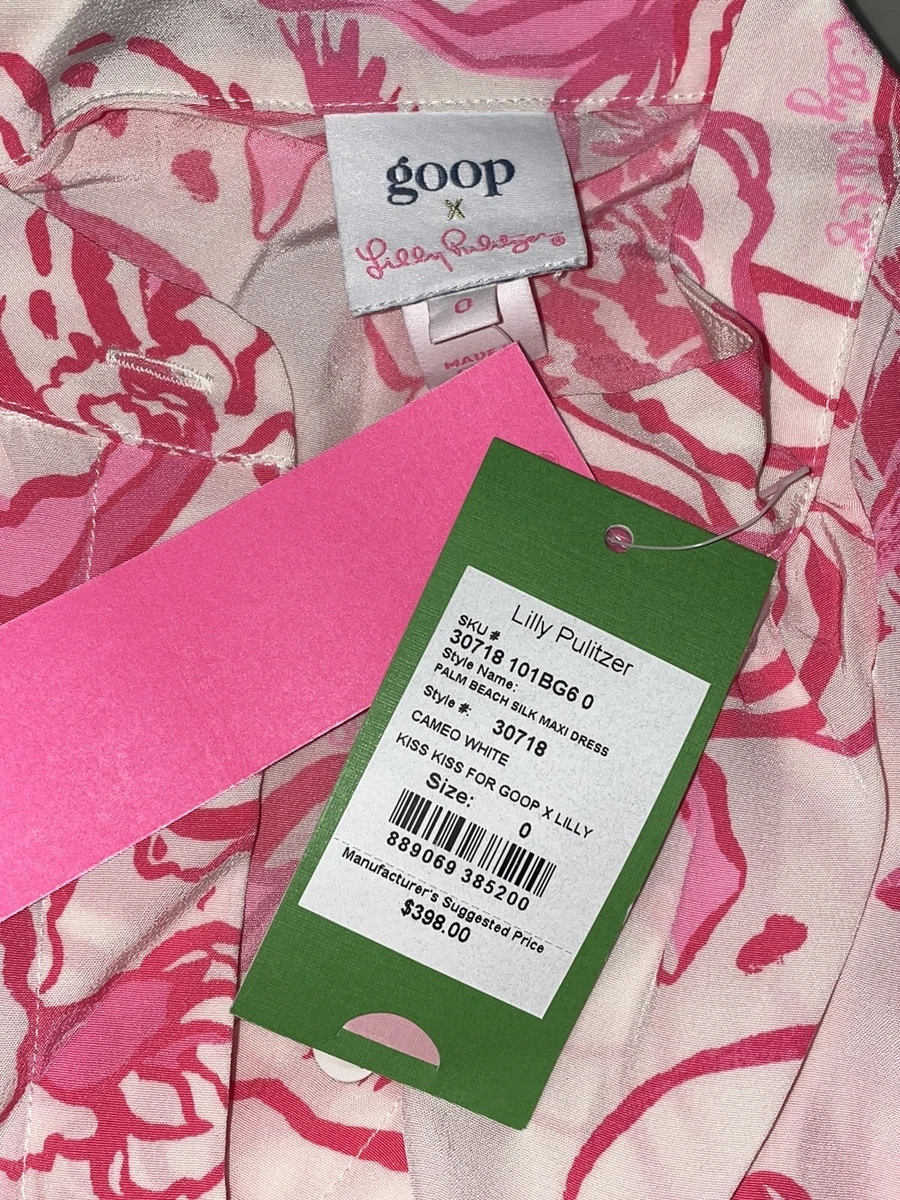 goop
x
Lilly Pulitzer®
0
MADE
Lilly Pulitzer
SKU #
30718 101BG6 0
Style Name:
PALM BEACH SILK MAXI DRESS
Style #: 30718
CAMEO WHITE
KISS KISS FOR GOOP X LILLY
Size: 0
889069 385200
Manufacturer's Suggested Price
$398.00